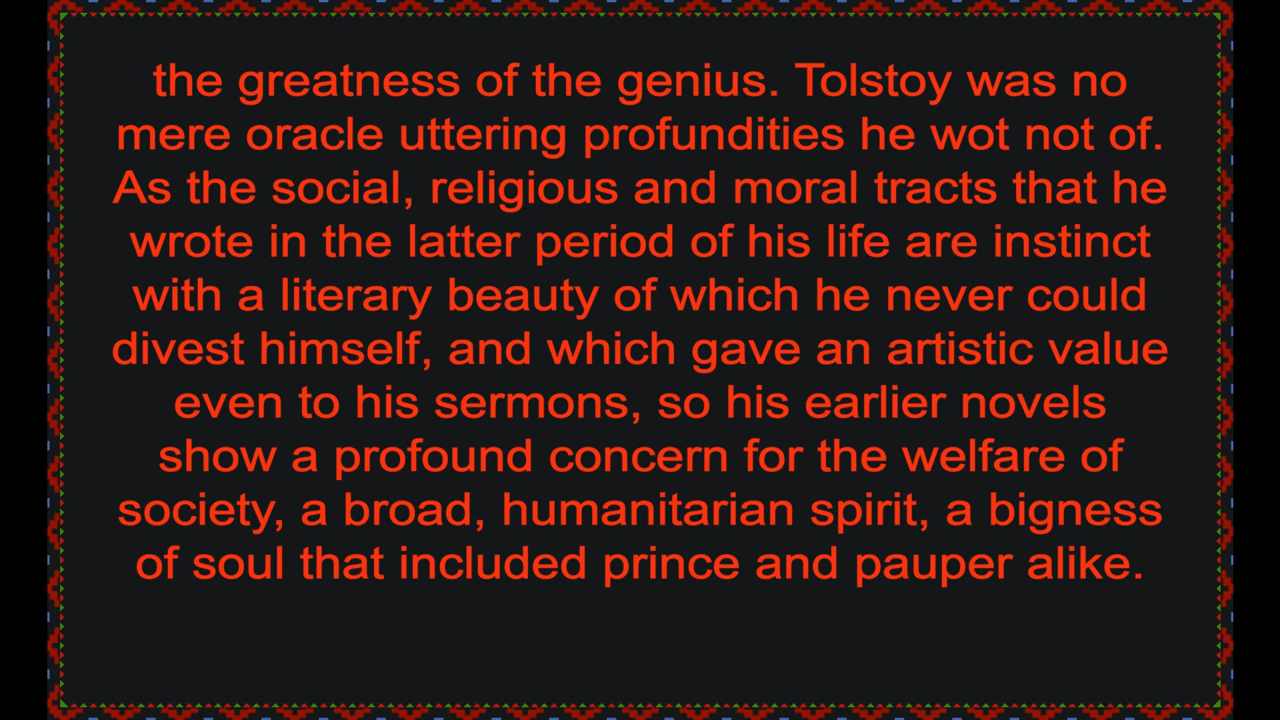 the greatness of the genius. Tolstoy was no
mere oracle uttering profundities he wot not of.
As the social, religious and moral tracts that he
wrote in the latter period of his life are instinct
with a literary beauty of which he never could
divest himself, and which gave an artistic value
even to his sermons, so his earlier novels
show a profound concern for the welfare of
society, a broad, humanitarian spirit, a bigness
of soul that included prince and pauper alike.